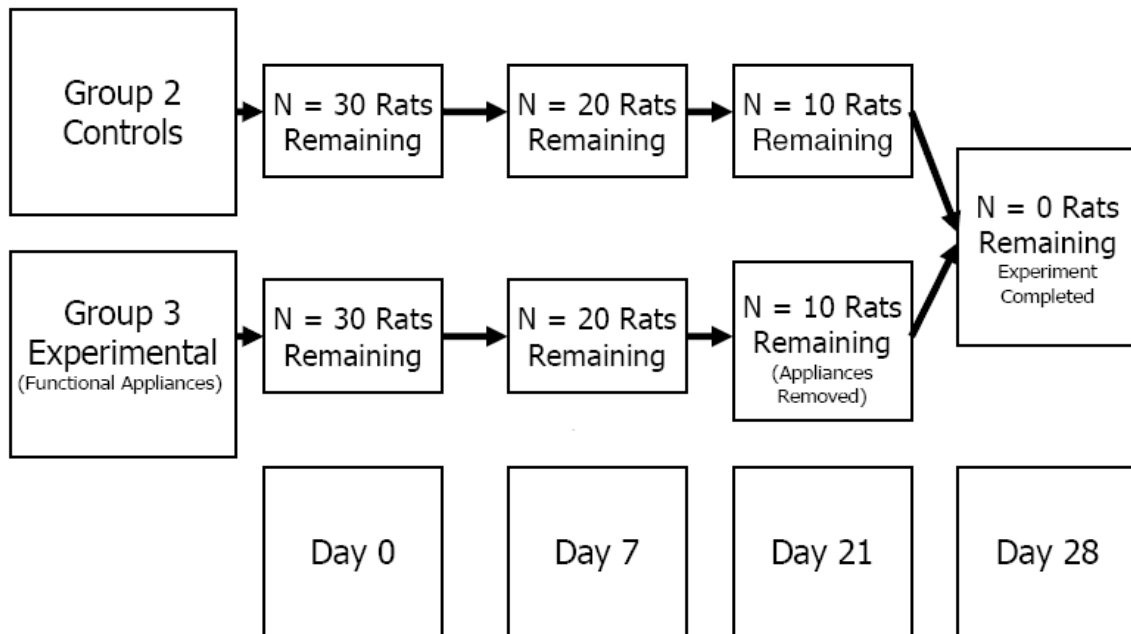 Group 2
Controls
N = 30 Rats
Remaining
N = 20 Rats
Remaining
N = 10 Rats
Remaining
N = 0 Rats
Remaining
Experiment
Completed
Group 3
Experimental
(Functional Appliances)
N = 30 Rats
Remaining
N = 20 Rats
Remaining
N = 10 Rats
Remaining
(Appliances
Removed)
Day 0
Day 7
Day 21
Day 28